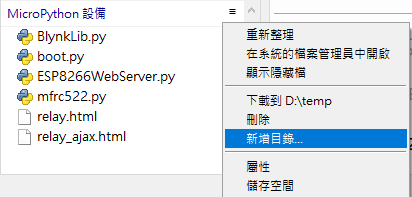 MicroPython 設備
BlynkLib.py
boot.py
ESP8266WebServer.py
mfrc522.py
relay.html
relay_ajax.html
重新整理
在系統的檔案管理員中開啟
顯示隱藏檔
下載到 D:\temp
刪除
新增目錄...
屬性
儲存空間